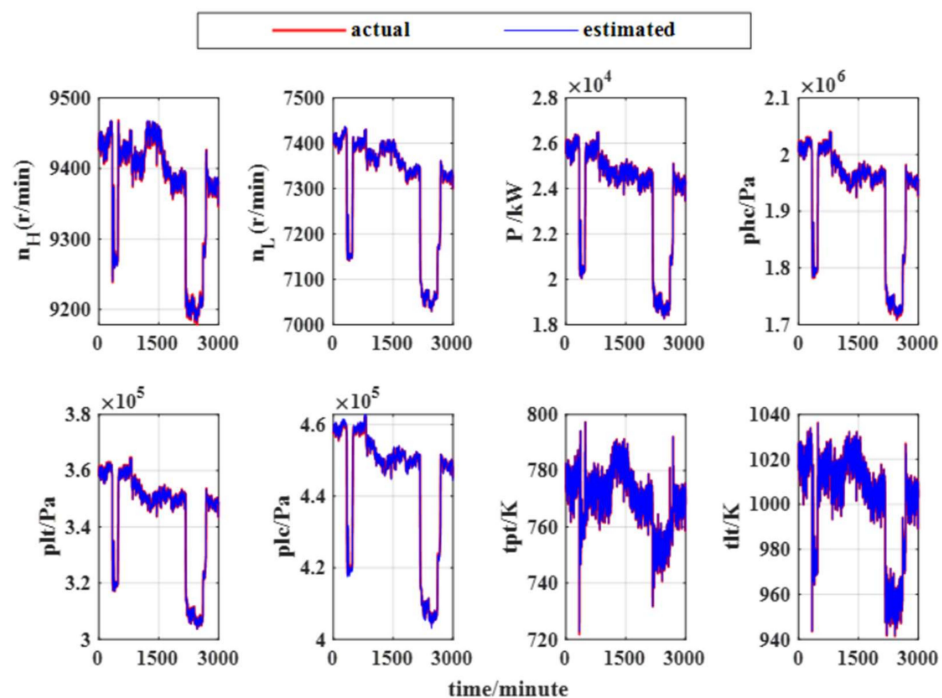 actual estimated
n_H (r/min)
9500
9400
9300
9200
0 1500 3000
n_L (r/min)
7500
7400
7300
7200
7100
7000
0 1500 3000
×10^4
P /kW
2.8
2.6
2.4
2.2
2
1.8
0 1500 3000
×10^6
phc/Pa
2.1
2
1.9
1.8
1.7
0 1500 3000
×10^5
plt/Pa
3.8
3.6
3.4
3.2
3
0 1500 3000
×10^5
plc/Pa
4.6
4.4
4.2
4
0 1500 3000
tpt/K
800
780
760
740
720
0 1500 3000
tlt/K
1040
1020
1000
980
960
940
0 1500 3000
time/minute